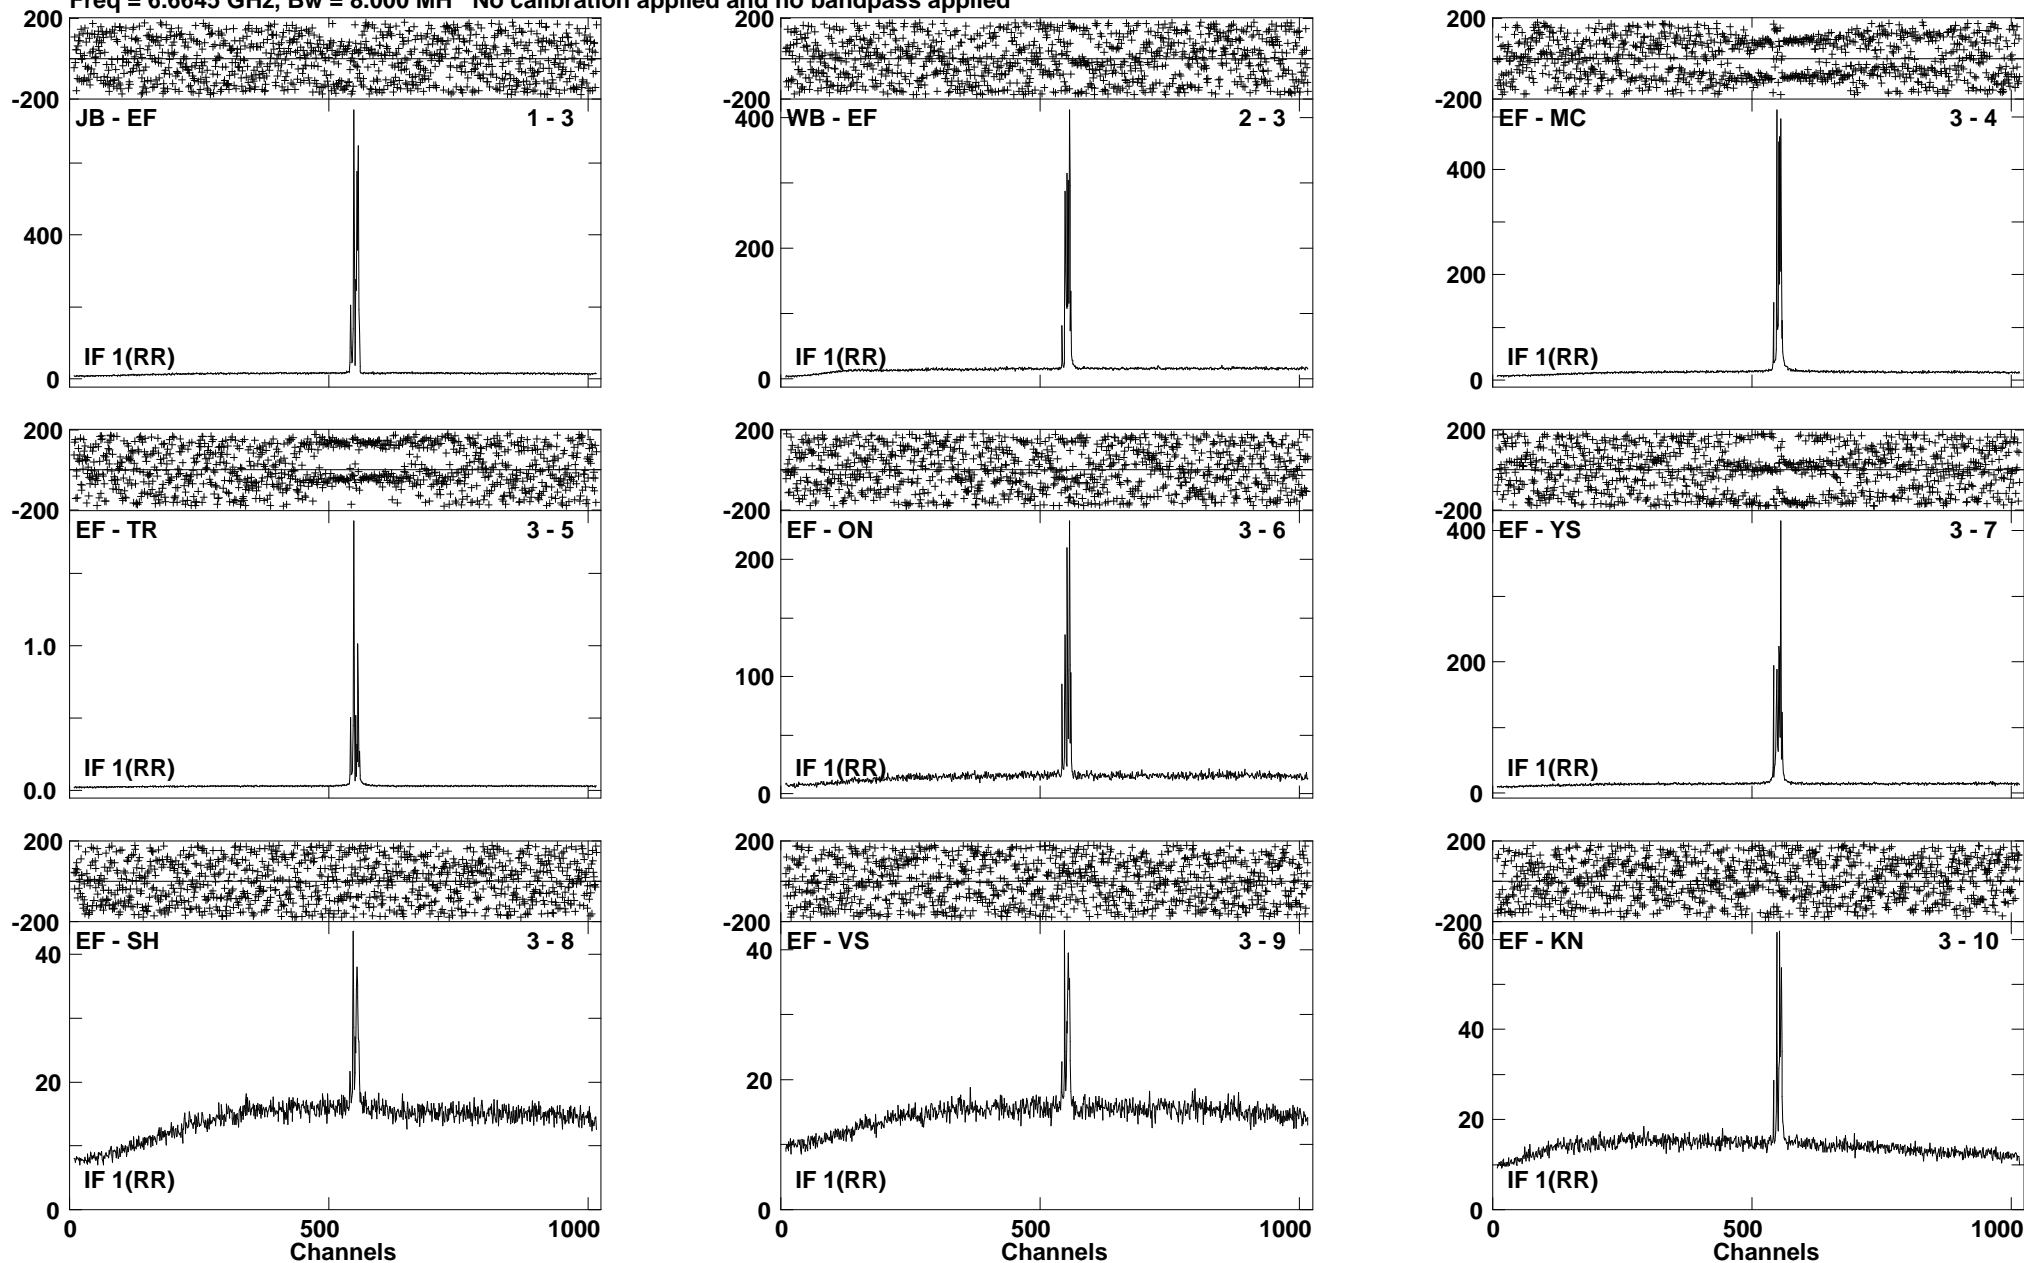 Freq = 6.6645 GHz, Bw = 8.000 MH No calibration applied and no bandpass applied
200
-200
JB - EF 1 - 3
400
0
IF 1(RR)
200
-200
WB - EF 2 - 3
400
200
0
IF 1(RR)
200
-200
EF - MC 3 - 4
400
200
0
IF 1(RR)
200
-200
EF - TR 3 - 5
1.0
0.0
IF 1(RR)
200
-200
EF - ON 3 - 6
200
100
0
IF 1(RR)
200
-200
EF - YS 3 - 7
400
200
0
IF 1(RR)
200
-200
EF - SH 3 - 8
40
20
0
IF 1(RR)
0 500 1000
Channels
200
-200
EF - VS 3 - 9
40
20
0
IF 1(RR)
0 500 1000
200
-200
EF - KN 3 - 10
60
40
20
0
IF 1(RR)
0 500 1000
Channels
Channels